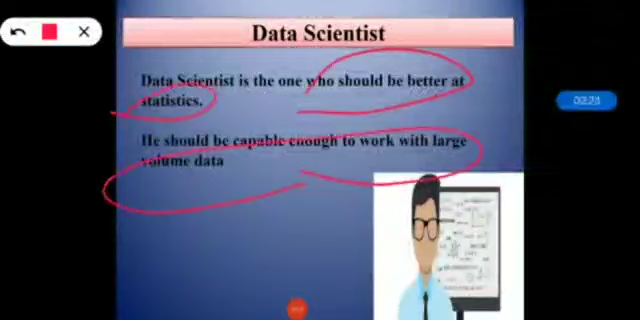 Data Scientist
Data Scientist is the one who should be better at
statistics.
He should be capable enough to work with large
volume data